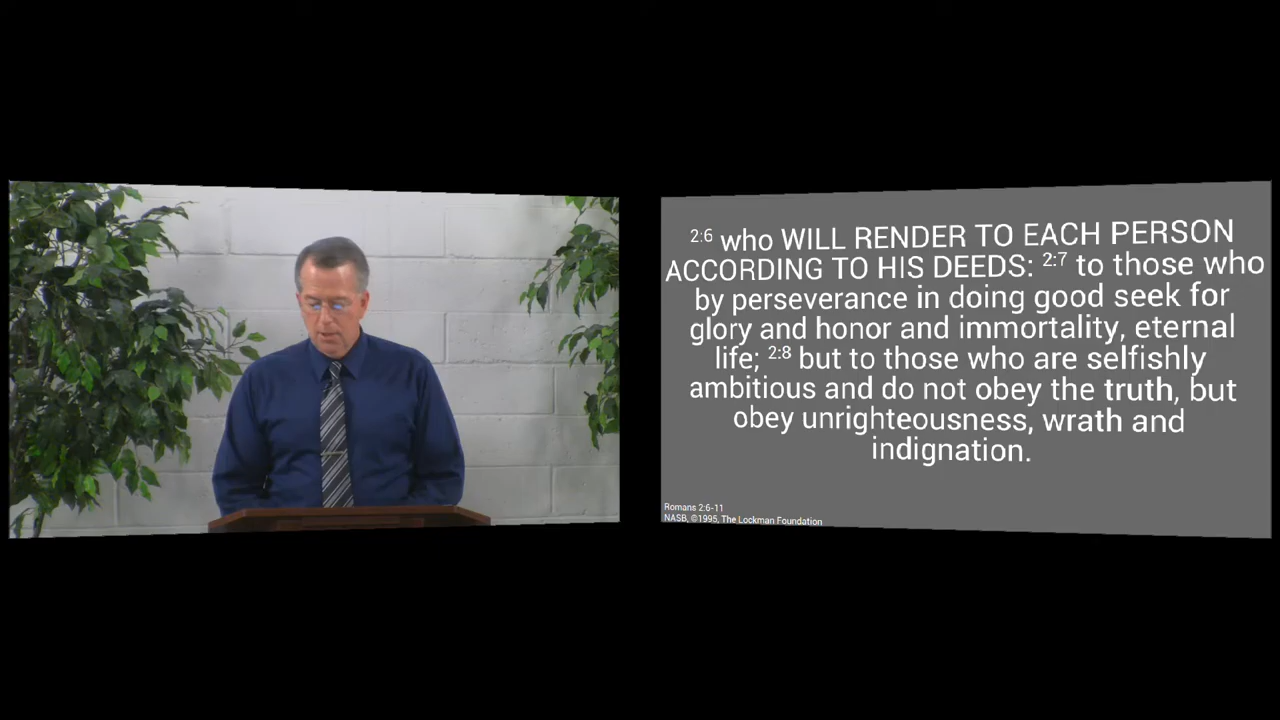 2:6 who WILL RENDER TO EACH PERSON
ACCORDING TO HIS DEEDS: 2:7 to those who
by perseverance in doing good seek for
glory and honor and immortality, eternal
life; 2:8 but to those who are selfishly
ambitious and do not obey the truth, but
obey unrighteousness, wrath and
indignation.
Romans 2:6-11
NASB, ©1995, The Lockman Foundation